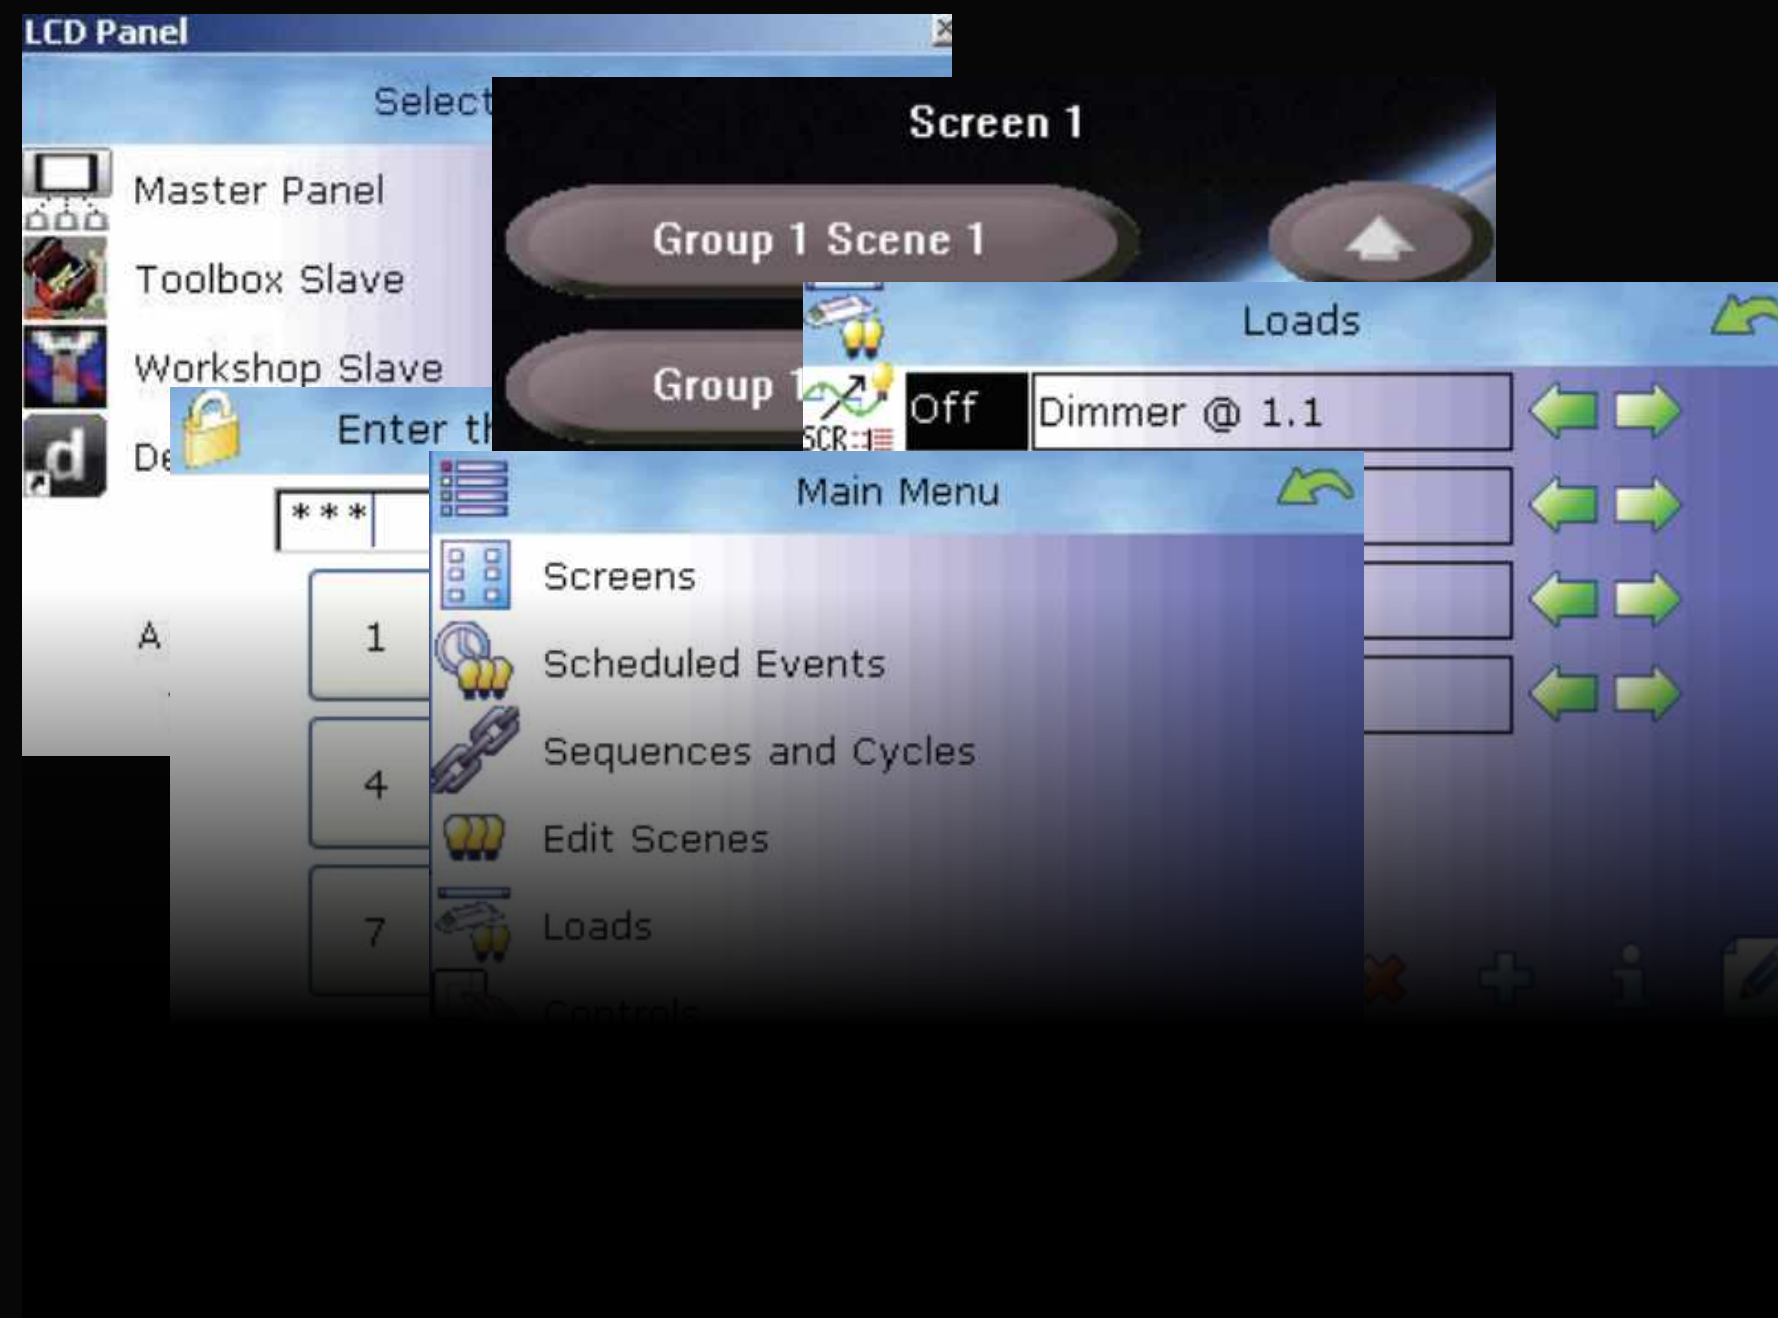 LCD Panel
Select
Master Panel
Toolbox Slave
Workshop Slave
De
A
Screen 1
Group 1 Scene 1
Group 1
Loads
SCR
Off
Dimmer @ 1.1
Enter th
***
1
4
7
Main Menu
Screens
Scheduled Events
Sequences and Cycles
Edit Scenes
Loads
Controls